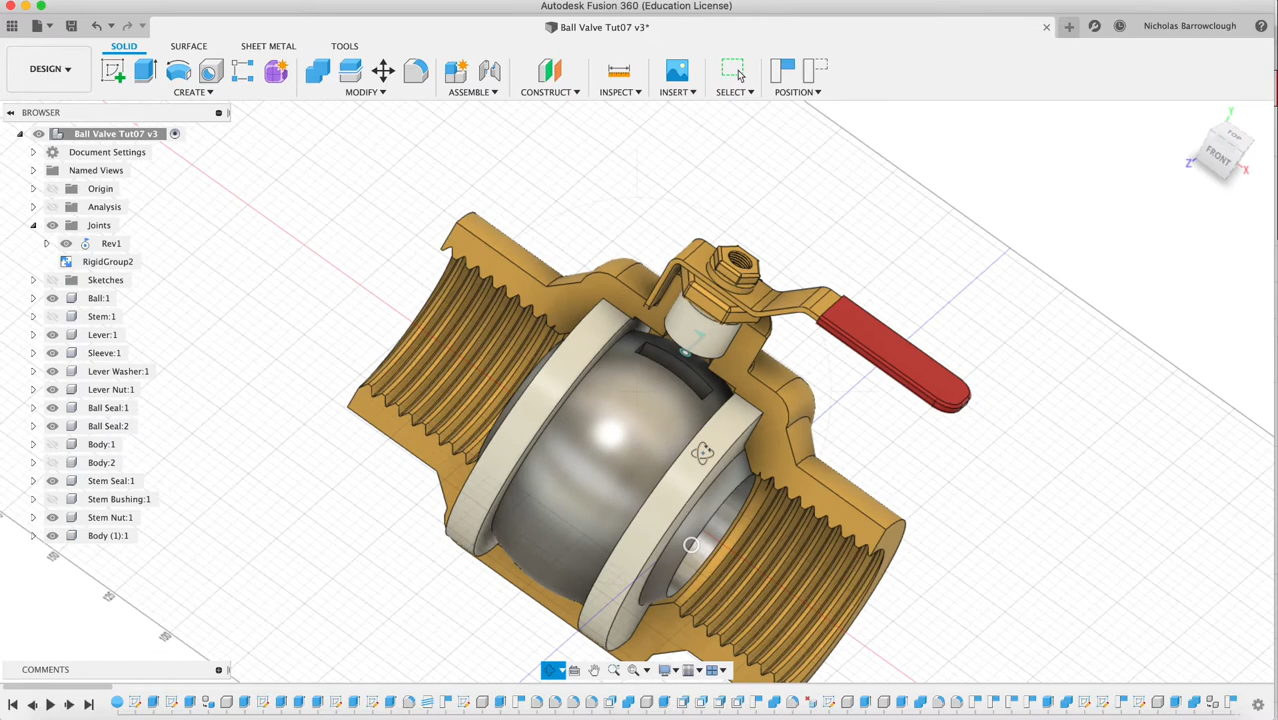 Autodesk Fusion 360 (Education License)
Ball Valve Tut07 v3*
Nicholas Barrowclough
SOLID SURFACE SHEET METAL TOOLS
DESIGN
CREATE MODIFY ASSEMBLE CONSTRUCT INSPECT INSERT SELECT POSITION
BROWSER
Ball Valve Tut07 v3
Document Settings
Named Views
Origin
Analysis
Joints
Rev1
RigidGroup2
Sketches
Ball:1
Stem:1
Lever:1
Sleeve:1
Lever Washer:1
Lever Nut:1
Ball Seal:1
Ball Seal:2
Body:1
Body:2
Stem Seal:1
Stem Bushing:1
Stem Nut:1
Body (1):1
TOP
FRONT
Y
Z
X
COMMENTS